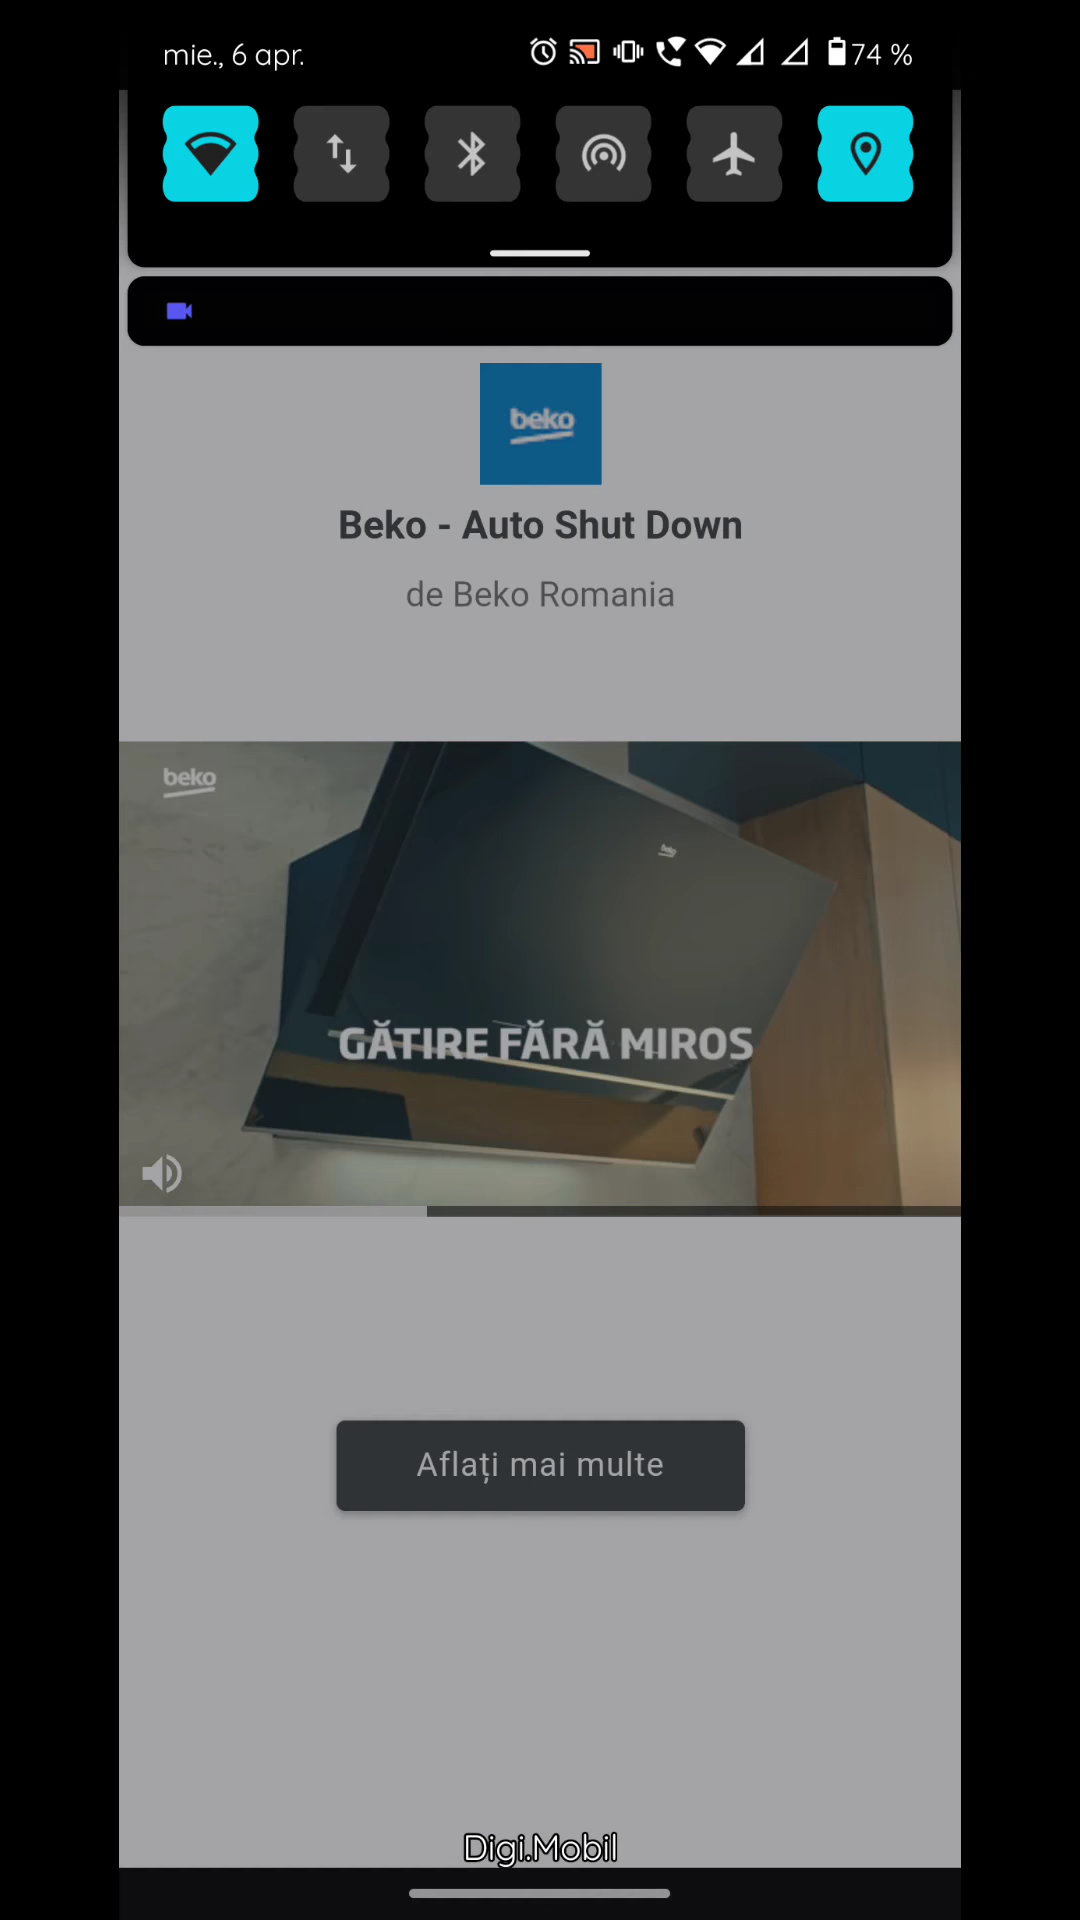 mie., 6 apr.
74 %
beko
Beko - Auto Shut Down
de Beko Romania
beko
beko
GĂTIRE FĂRĂ MIROS
Aflați mai multe
Digi.Mobil